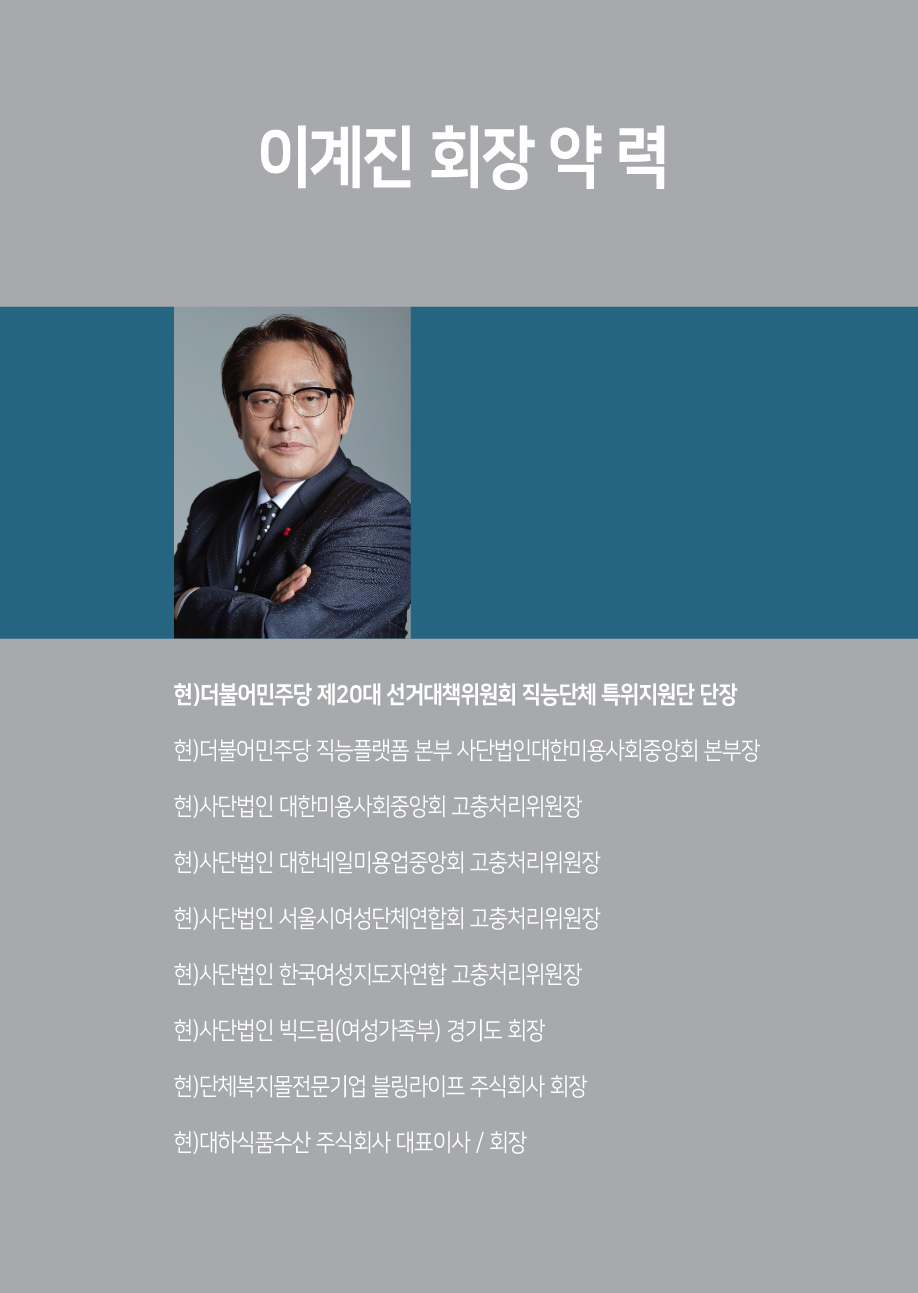 이계진 회장 약 력
현)더불어민주당 제20대 선거대책위원회 직능단체 특위지원단 단장
현)더불어민주당 직능플랫폼 본부 사단법인대한미용사회중앙회 본부장
현)사단법인 대한미용사회중앙회 고충처리위원장
현)사단법인 대한네일미용업중앙회 고충처리위원장
현)사단법인 서울시여성단체연합회 고충처리위원장
현)사단법인 한국여성지도자연합 고충처리위원장
현)사단법인 빅드림(여성가족부) 경기도 회장
현)단체복지몰전문기업 블링라이프 주식회사 회장
현)대하식품수산 주식회사 대표이사 / 회장